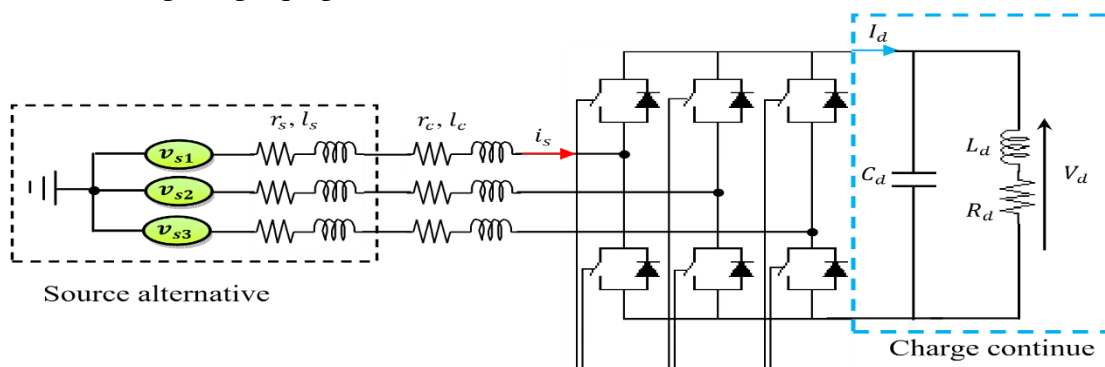 r_s, l_s
r_c, l_c
i_s
I_d
v_s1
v_s2
v_s3
C_d
L_d
R_d
V_d
Source alternative
Charge continue